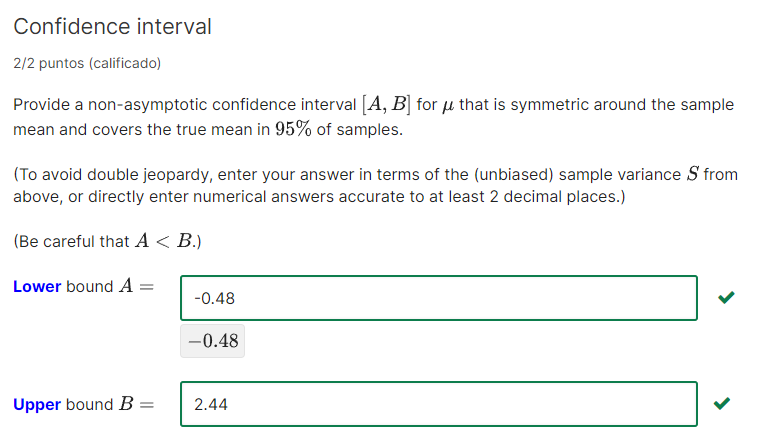 Confidence interval
2/2 puntos (calificado)
Provide a non-asymptotic confidence interval [A, B] for μ that is symmetric around the sample
mean and covers the true mean in 95% of samples.
(To avoid double jeopardy, enter your answer in terms of the (unbiased) sample variance S from
above, or directly enter numerical answers accurate to at least 2 decimal places.)
(Be careful that A < B.)
Lower bound A =
-0.48
−0.48
Upper bound B =
2.44